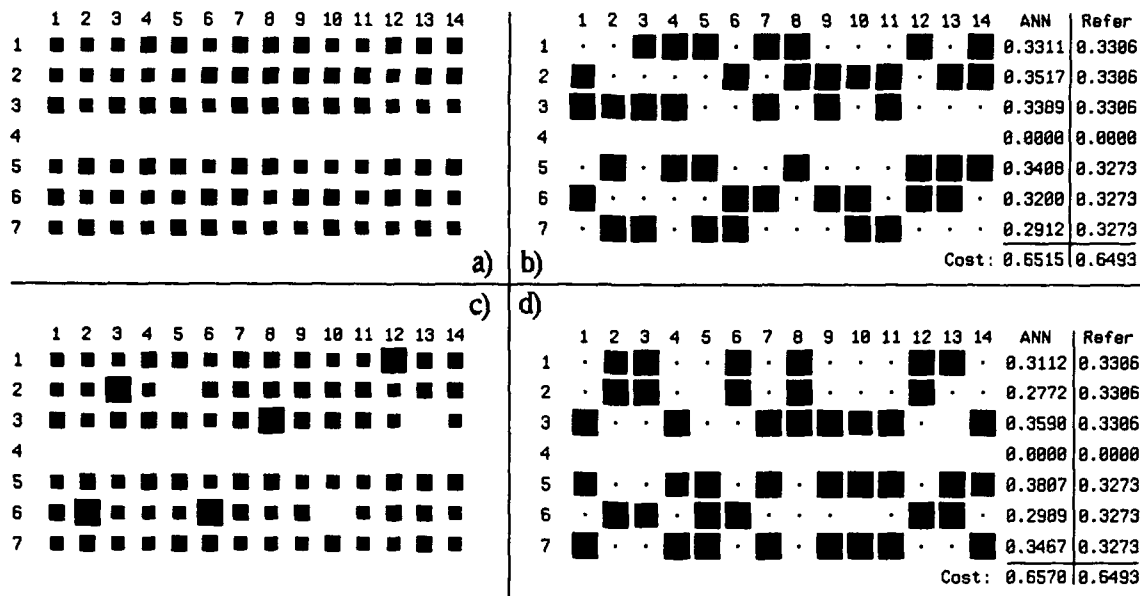 1 2 3 4 5 6 7 8 9 10 11 12 13 14
1
2
3
4
5
6
7
a)
1 2 3 4 5 6 7 8 9 10 11 12 13 14 ANN Refer
1 0.3311 0.3306
2 0.3517 0.3306
3 0.3389 0.3306
4 0.0000 0.0000
5 0.3408 0.3273
6 0.3200 0.3273
7 0.2912 0.3273
b) Cost: 0.6515 0.6493
c)
1 2 3 4 5 6 7 8 9 10 11 12 13 14
1
2
3
4
5
6
7
d)
1 2 3 4 5 6 7 8 9 10 11 12 13 14 ANN Refer
1 0.3112 0.3306
2 0.2772 0.3306
3 0.3590 0.3306
4 0.0000 0.0000
5 0.3807 0.3273
6 0.2909 0.3273
7 0.3467 0.3273
Cost: 0.6570 0.6493